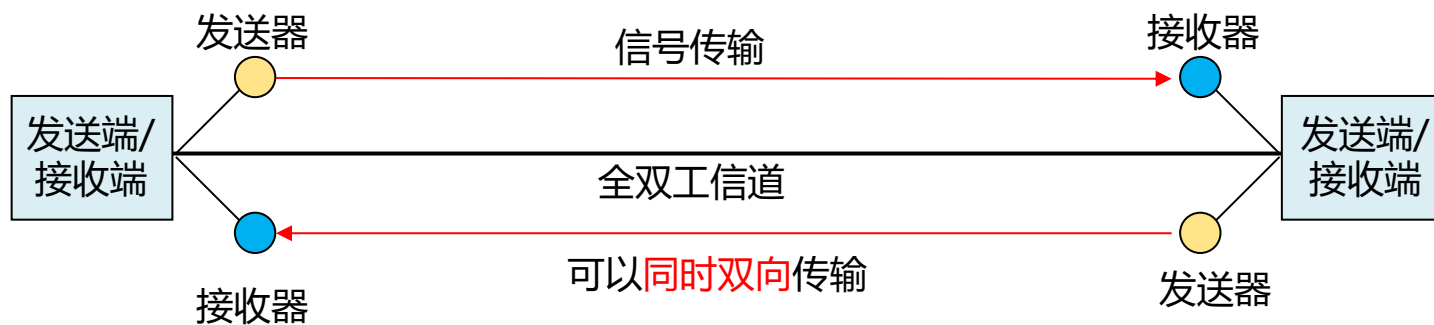 发送器
信号传输
接收器
发送端/
接收端
全双工信道
发送端/
接收端
可以同时双向传输
接收器
发送器